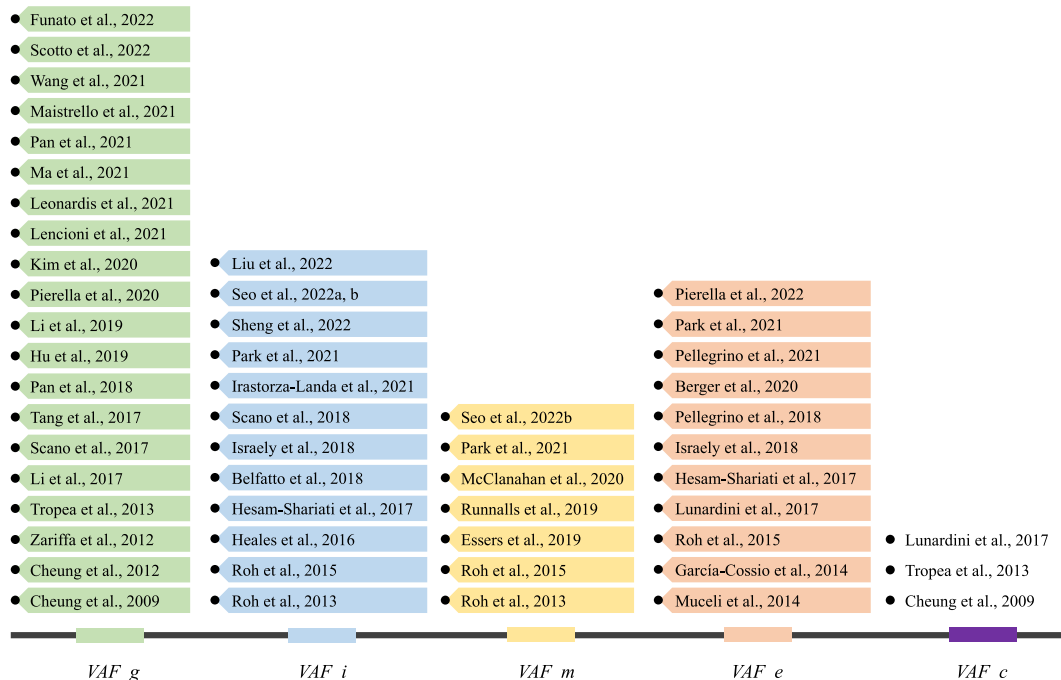 Funato et al., 2022
Scotto et al., 2022
Wang et al., 2021
Maistrello et al., 2021
Pan et al., 2021
Ma et al., 2021
Leonardis et al., 2021
Lencioni et al., 2021
Kim et al., 2020
Pierella et al., 2020
Li et al., 2019
Hu et al., 2019
Pan et al., 2018
Tang et al., 2017
Scano et al., 2017
Li et al., 2017
Tropea et al., 2013
Zariffa et al., 2012
Cheung et al., 2012
Cheung et al., 2009
VAF_g
Liu et al., 2022
Seo et al., 2022a, b
Sheng et al., 2022
Park et al., 2021
Irastorza-Landa et al., 2021
Scano et al., 2018
Israely et al., 2018
Belfatto et al., 2018
Hesam-Shariati et al., 2017
Heales et al., 2016
Roh et al., 2015
Roh et al., 2013
VAF_i
Seo et al., 2022b
Park et al., 2021
McClanahan et al., 2020
Runnalls et al., 2019
Essers et al., 2019
Roh et al., 2015
Roh et al., 2013
VAF_m
Pierella et al., 2022
Park et al., 2021
Pellegrino et al., 2021
Berger et al., 2020
Pellegrino et al., 2018
Israely et al., 2018
Hesam-Shariati et al., 2017
Lunardini et al., 2017
Roh et al., 2015
García-Cossio et al., 2014
Muceli et al., 2014
VAF_e
Lunardini et al., 2017
Tropea et al., 2013
Cheung et al., 2009
VAF_c